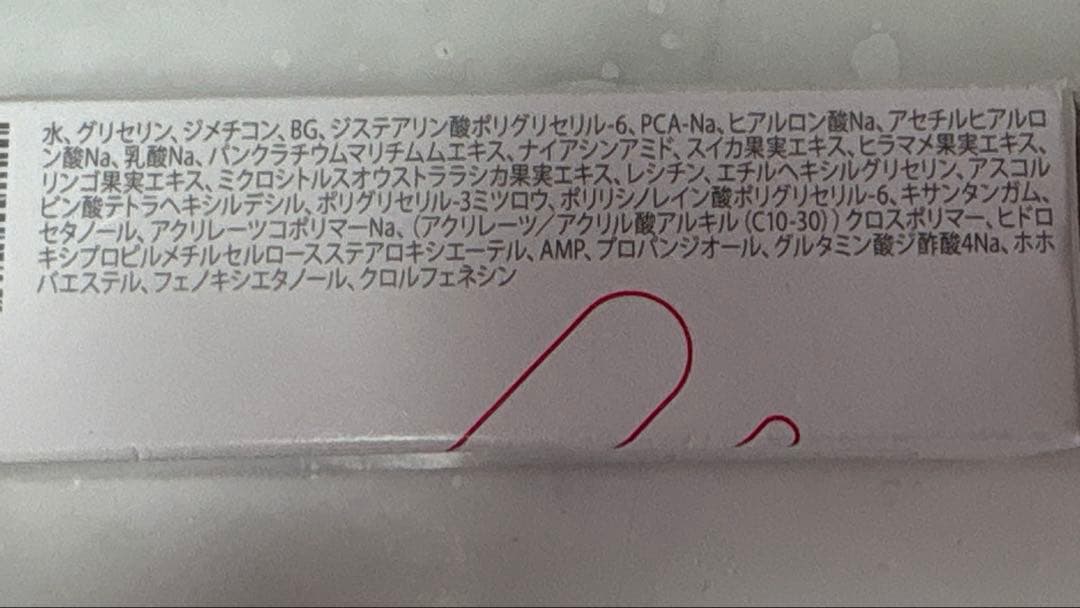 水、グリセリン、ジメチコン、BG、ジステアリン酸ポリグリセリル-6、PCA-Na、ヒアルロン酸Na、アセチルヒアルロ
ン酸Na、乳酸Na、パンクラチウムマリチムムエキス、ナイアシンアミド、スイカ果実エキス、ヒラマメ果実エキス、
リンゴ果実エキス、ミクロシトルスオウストララシカ果実エキス、レシチン、エチルヘキシルグリセリン、アスコル
ビン酸テトラヘキシルデシル、ポリグリセリル-3ミツロウ、ポリリシノレイン酸ポリグリセリル-6、キサンタンガム、
セタノール、アクリレーツコポリマーNa、（アクリレーツ／アクリル酸アルキル（C10-30））クロスポリマー、ヒドロ
キシプロピルメチルセルロースステアロキシエーテル、AMP、プロパンジオール、グルタミン酸ジ酢酸4Na、ホホ
バエステル、フェノキシエタノール、クロルフェネシン